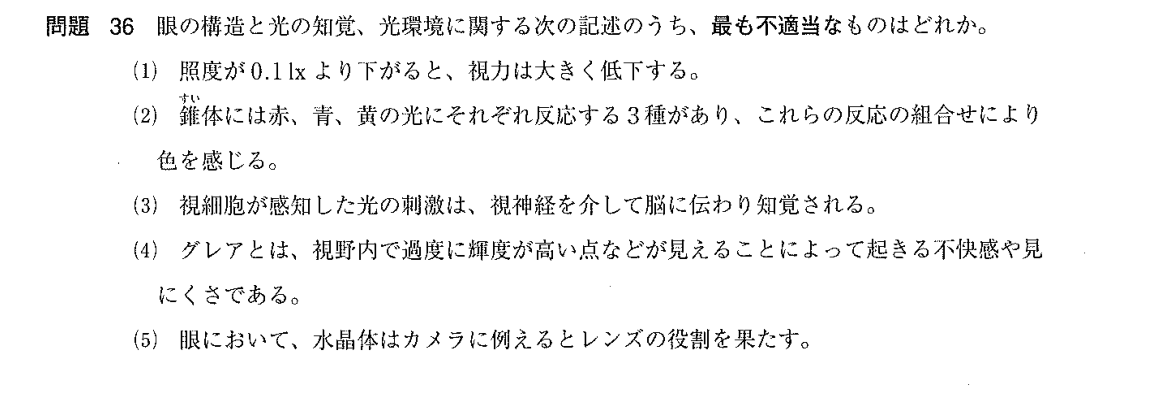 問題 36 眼の構造と光の知覚、光環境に関する次の記述のうち、最も不適当なものはどれか。
(1) 照度が0.1 lxより下がると、視力は大きく低下する。
すい
(2) 錐体には赤、青、黄の光にそれぞれ反応する3種があり、これらの反応の組合せにより
色を感じる。
(3) 視細胞が感知した光の刺激は、視神経を介して脳に伝わり知覚される。
(4) グレアとは、視野内で過度に輝度が高い点などが見えることによって起きる不快感や見
にくさである。
(5) 眼において、水晶体はカメラに例えるとレンズの役割を果たす。